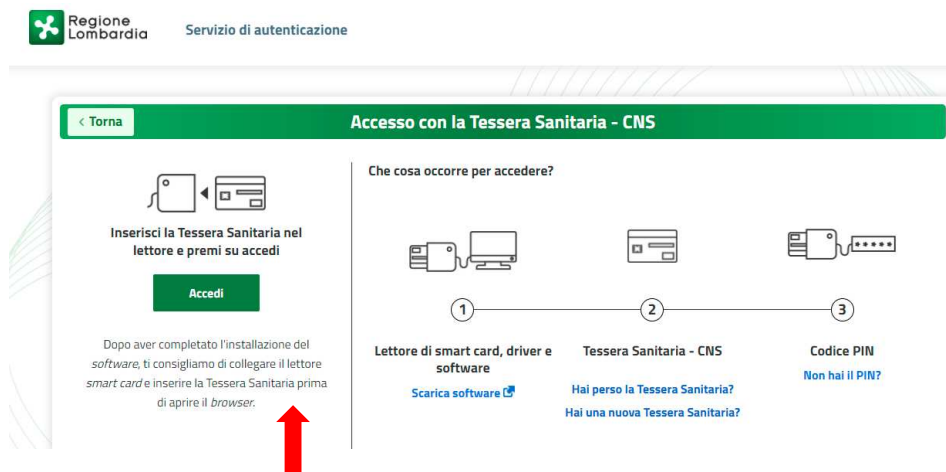 Regione
Lombardia
Servizio di autenticazione
‹ Torna
Accesso con la Tessera Sanitaria - CNS
Inserisci la Tessera Sanitaria nel
lettore e premi su accedi
Accedi
Dopo aver completato l'installazione del
software, ti consigliamo di collegare il lettore
smart card e inserire la Tessera Sanitaria prima
di aprire il browser.
Che cosa occorre per accedere?
*****
1
2
3
Lettore di smart card, driver e
software
Scarica software
Tessera Sanitaria - CNS
Hai perso la Tessera Sanitaria?
Hai una nuova Tessera Sanitaria?
Codice PIN
Non hai il PIN?